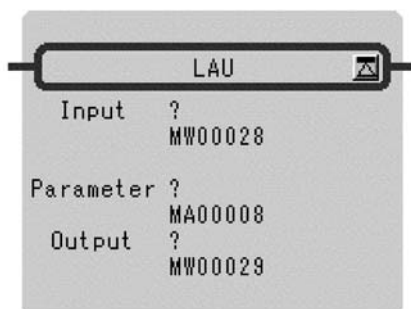 LAU
Input ?
MW00028
Parameter ?
MA00008
Output ?
MW00029